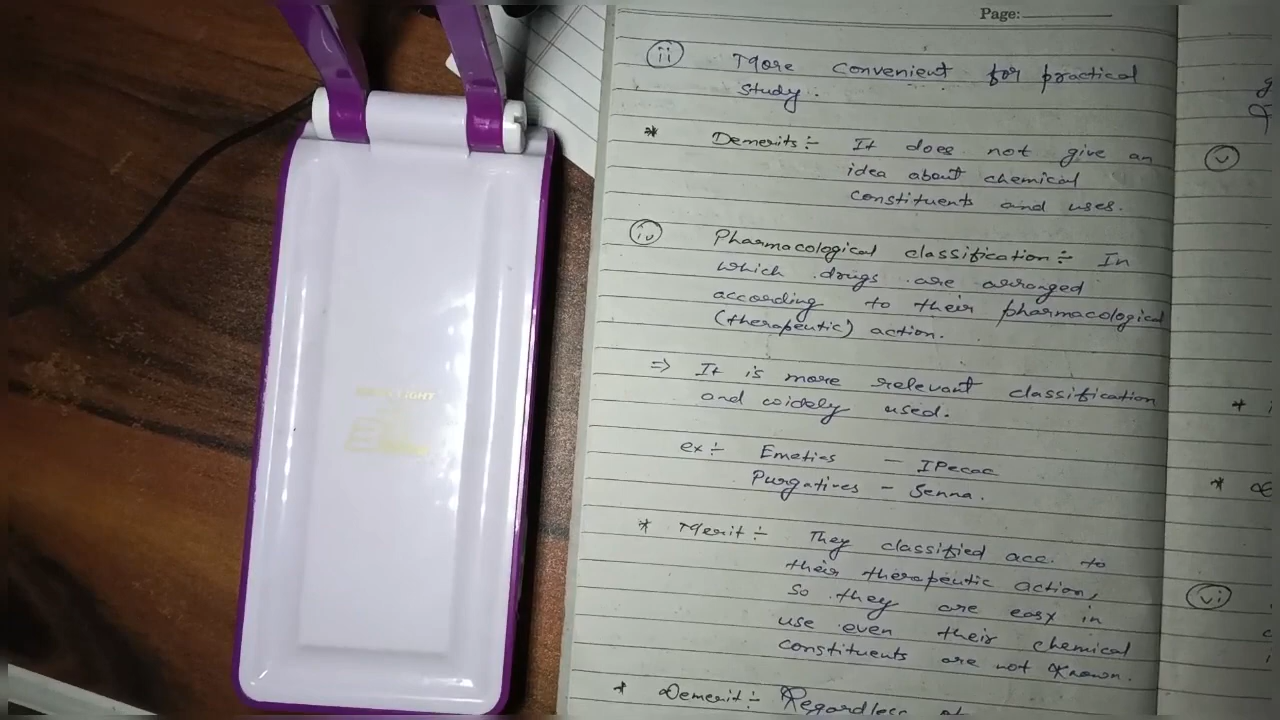 Page:
(ii) More convenient for practical
study.
* Demerits:- It does not give an
idea about chemical
constituents and uses.
(iv) Pharmacological classification:- In
which drugs are arranged
according to their pharmacological
(therapeutic) action.
⇒ It is more relevant classification
and widely used.
ex:- Emetics - IPecac
Purgatives - Senna.
* Merit:- They classified acc. to
their therapeutic action,
so they are easy in
use even their chemical
constituents are not known.
* Demerit:- Regardless of
(v)
*
*
(vi)